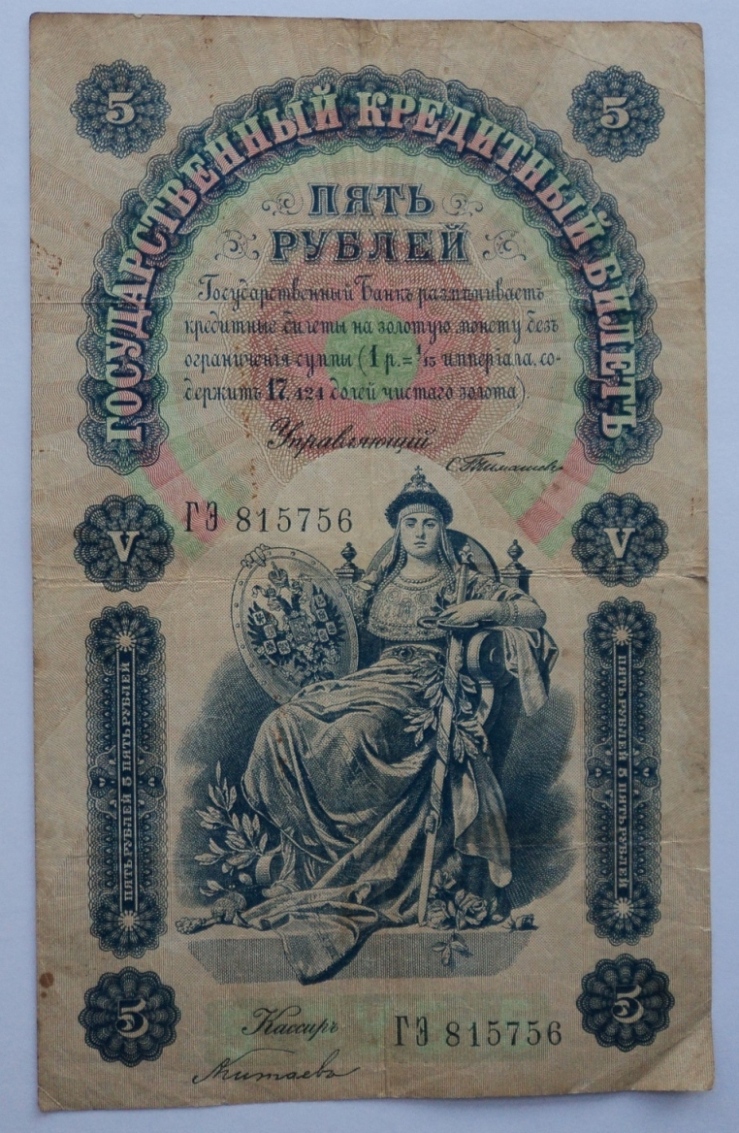 5 5
ГОСУДАРСТВЕННЫЙ КРЕДИТНЫЙ БИЛЕТЪ
ПЯТЬ
РУБЛЕЙ
Государственный Банкъ размѣниваетъ
кредитные билеты на золотую монету безъ
ограниченія суммы (1 р. = 1/15 имперіала, со-
держитъ 17,424 долей чистаго золота).
Управляющій
С. Тимашевъ
V ГЭ 815756 V
ПЯТЬ РУБЛЕЙ 5 ПЯТЬ РУБЛЕЙ
ПЯТЬ РУБЛЕЙ 5 ПЯТЬ РУБЛЕЙ
5 5
Кассиръ ГЭ 815756